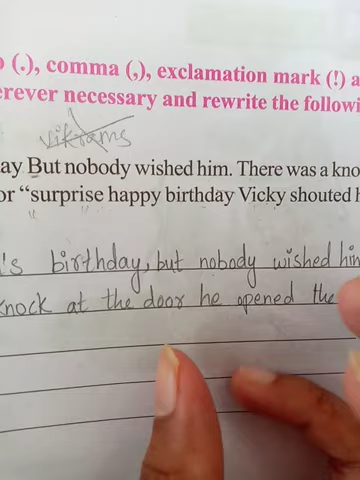 (.), comma (,), exclamation mark (!) a
erever necessary and rewrite the followi
vikrams
ay But nobody wished him. There was a kno
or “surprise happy birthday Vicky shouted h
's birthday, but nobody wished him
knock at the door he opened the